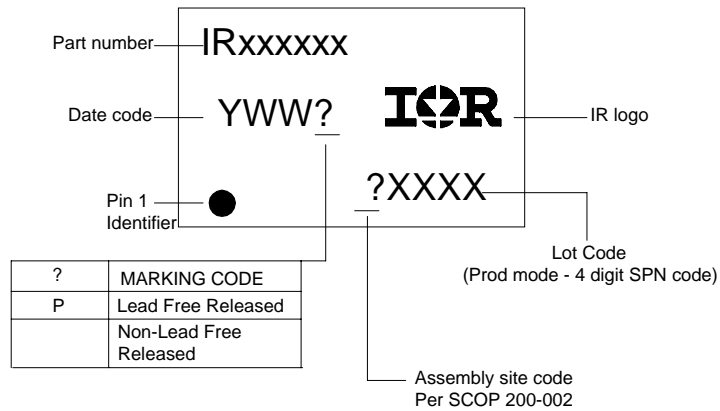 Part number
IRxxxxxx
Date code
YWW?
IOR
IR logo
Pin 1
Identifier
?XXXX
Lot Code
(Prod mode - 4 digit SPN code)
? MARKING CODE
P Lead Free Released
Non-Lead Free
Released
Assembly site code
Per SCOP 200-002